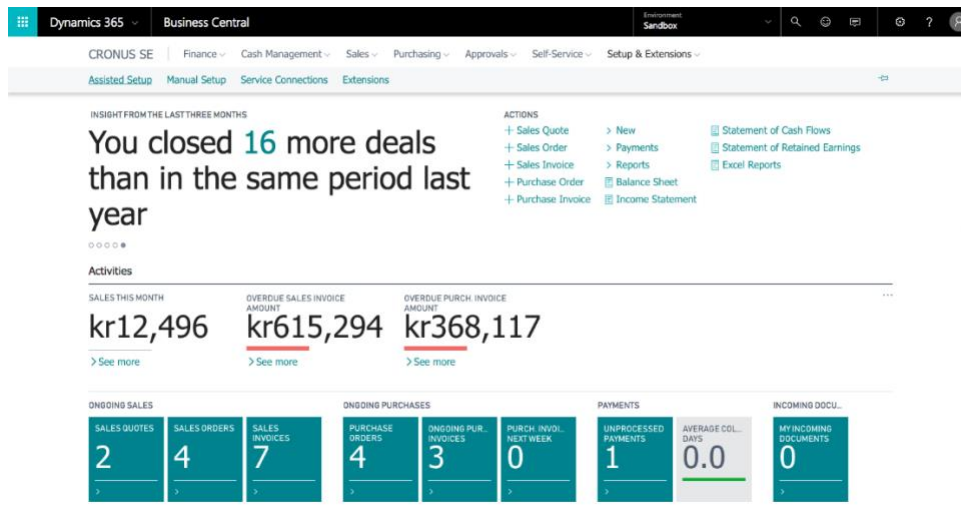 Dynamics 365 Business Central Environment
Sandbox ?
CRONUS SE Finance Cash Management Sales Purchasing Approvals Self-Service Setup & Extensions
Assisted Setup Manual Setup Service Connections Extensions
INSIGHT FROM THE LAST THREE MONTHS
You closed 16 more deals
than in the same period last
year
ACTIONS
+ Sales Quote
+ Sales Order
+ Sales Invoice
+ Purchase Order
+ Purchase Invoice
> New
> Payments
> Reports
Balance Sheet
Income Statement
Statement of Cash Flows
Statement of Retained Earnings
Excel Reports
Activities
SALES THIS MONTH
kr12,496
> See more
OVERDUE SALES INVOICE
AMOUNT
kr615,294
> See more
OVERDUE PURCH. INVOICE
AMOUNT
kr368,117
> See more
ONGOING SALES
SALES QUOTES
2
>
SALES ORDERS
4
>
SALES
INVOICES
7
>
ONGOING PURCHASES
PURCHASE
ORDERS
4
>
ONGOING PUR...
INVOICES
3
>
PURCH. INVOI...
NEXT WEEK
0
>
PAYMENTS
UNPROCESSED
PAYMENTS
1
>
AVERAGE COL...
DAYS
0.0
INCOMING DOCU...
MY INCOMING
DOCUMENTS
0
>